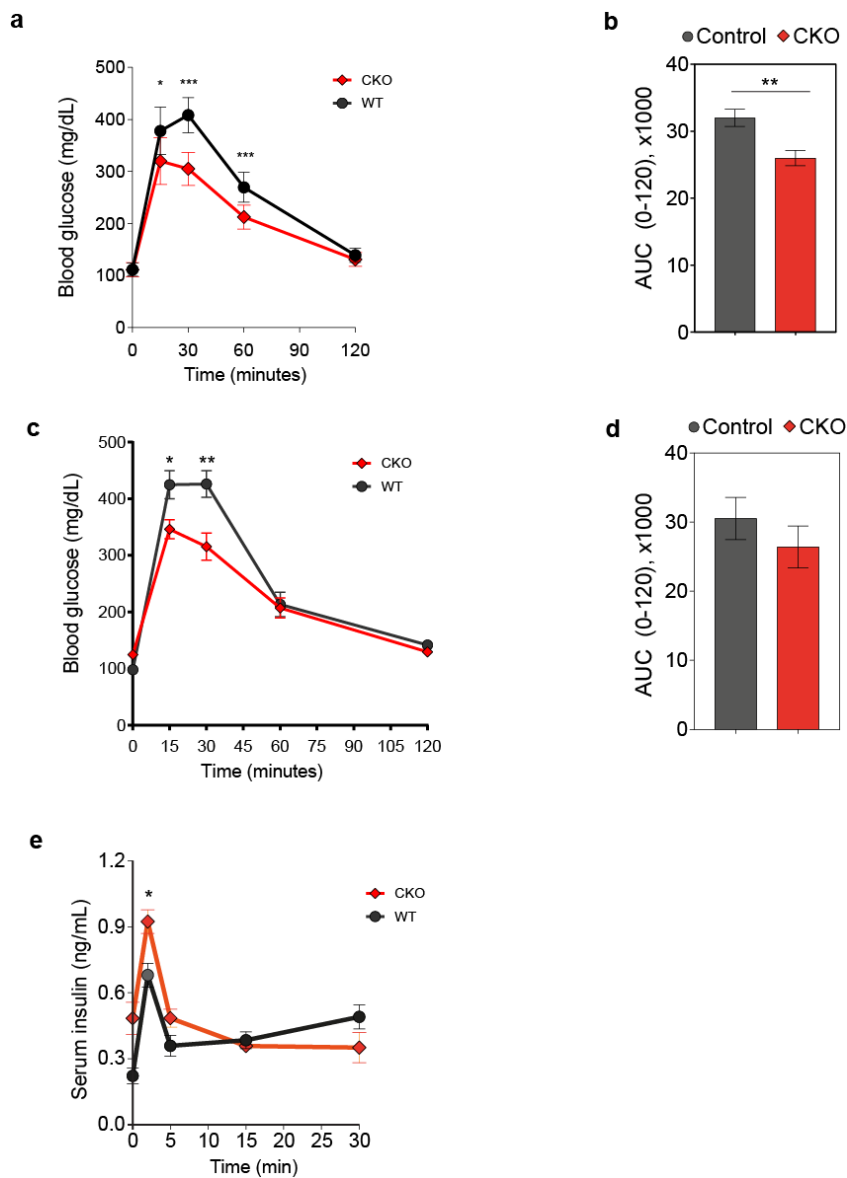 a
500
400
300
200
100
0
Blood glucose (mg/dL)
* *** ***
CKO
WT
0 30 60 90 120
Time (minutes)
b
Control CKO
40
30
20
10
0
AUC (0-120), x1000
**
c
500
400
300
200
100
0
Blood glucose (mg/dL)
* **
CKO
WT
0 15 30 45 60 75 90 105 120
Time (minutes)
d
Control CKO
40
30
20
10
0
AUC (0-120), x1000
e
1.2
0.9
0.6
0.3
0.0
Serum insulin (ng/mL)
*
CKO
WT
0 5 10 15 20 25 30
Time (min)